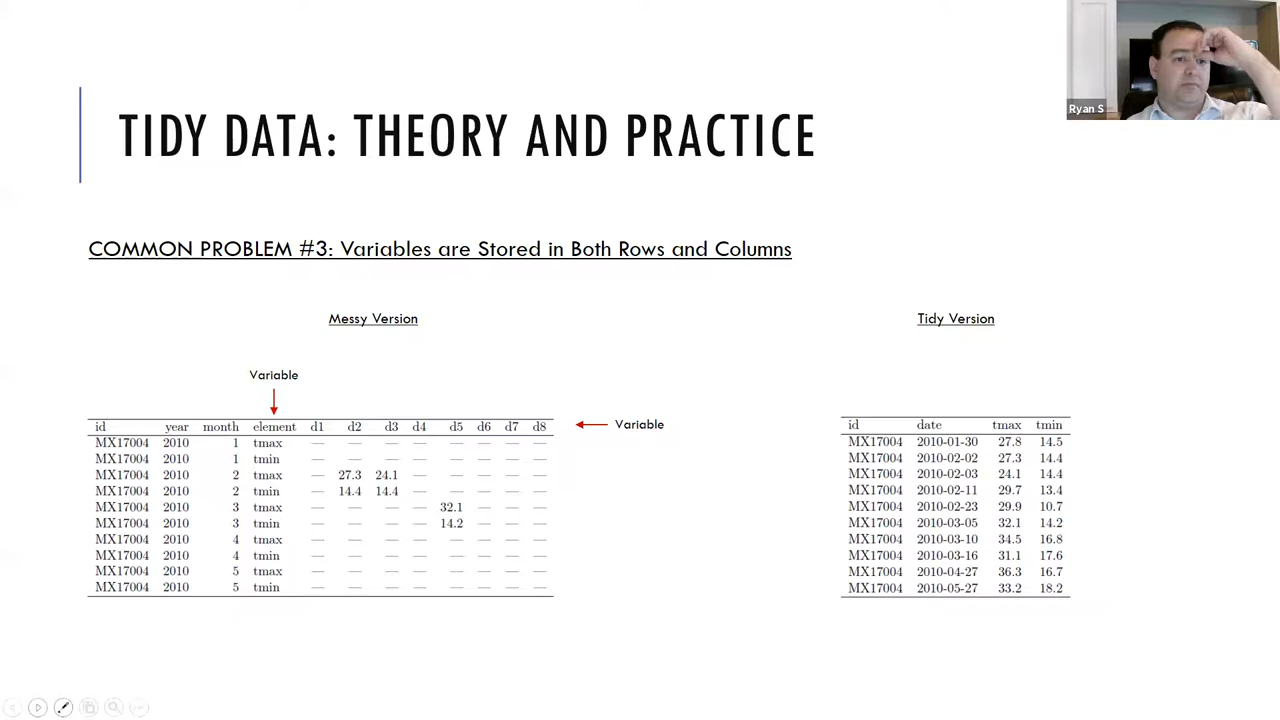 Ryan S
TIDY DATA: THEORY AND PRACTICE
COMMON PROBLEM #3: Variables are Stored in Both Rows and Columns
Messy Version
Variable
id year month element d1 d2 d3 d4 d5 d6 d7 d8
MX17004 2010 1 tmax — — — — — — — —
MX17004 2010 1 tmin — — — — — — — —
MX17004 2010 2 tmax — 27.3 24.1 — — — — —
MX17004 2010 2 tmin — 14.4 14.4 — — — — —
MX17004 2010 3 tmax — — — — 32.1 — — —
MX17004 2010 3 tmin — — — — 14.2 — — —
MX17004 2010 4 tmax — — — — — — — —
MX17004 2010 4 tmin — — — — — — — —
MX17004 2010 5 tmax — — — — — — — —
MX17004 2010 5 tmin — — — — — — — —
Variable
Tidy Version
id date tmax tmin
MX17004 2010-01-30 27.8 14.5
MX17004 2010-02-02 27.3 14.4
MX17004 2010-02-03 24.1 14.4
MX17004 2010-02-11 29.7 13.4
MX17004 2010-02-23 29.9 10.7
MX17004 2010-03-05 32.1 14.2
MX17004 2010-03-10 34.5 16.8
MX17004 2010-03-16 31.1 17.6
MX17004 2010-04-27 36.3 16.7
MX17004 2010-05-27 33.2 18.2